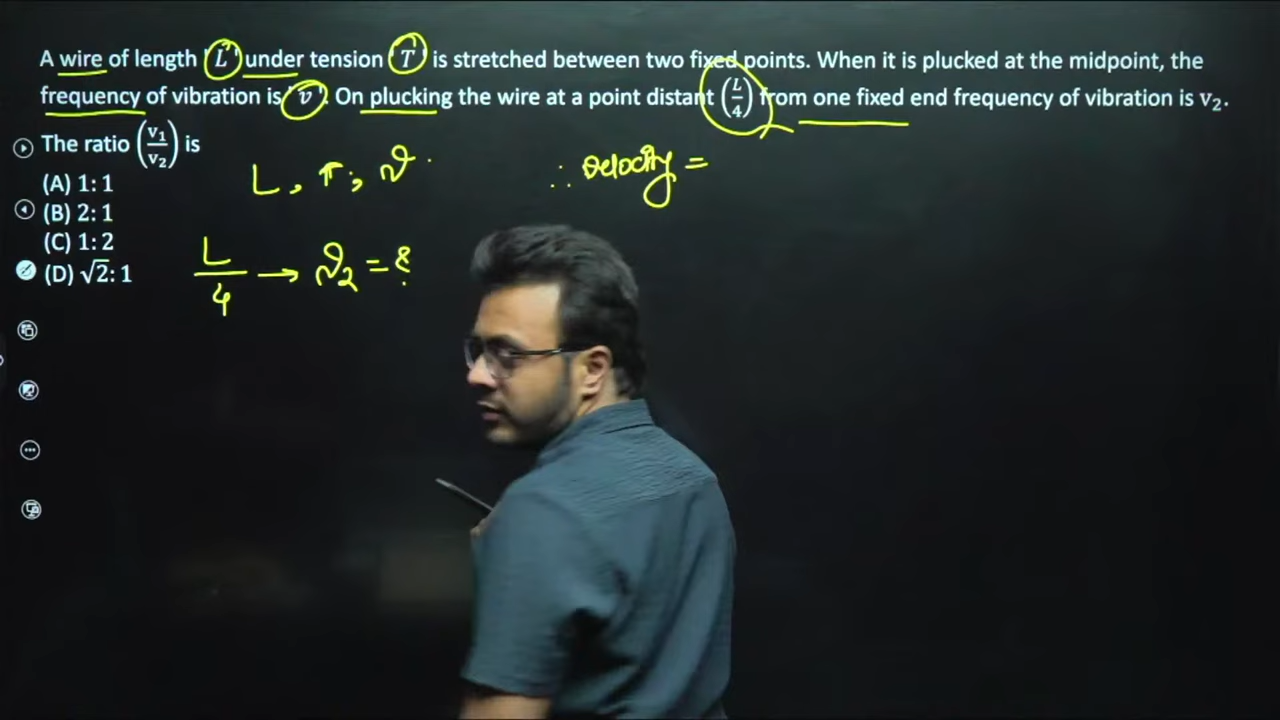 A wire of length 'L' under tension 'T' is stretched between two fixed points. When it is plucked at the midpoint, the
frequency of vibration is 'v'. On plucking the wire at a point distant (L/4) from one fixed end frequency of vibration is v₂.
The ratio (v₁/v₂) is
(A) 1: 1
(B) 2: 1
(C) 1: 2
(D) √2: 1
L, T, ν
∴ velocity =
L/4 → ν₂ = ?